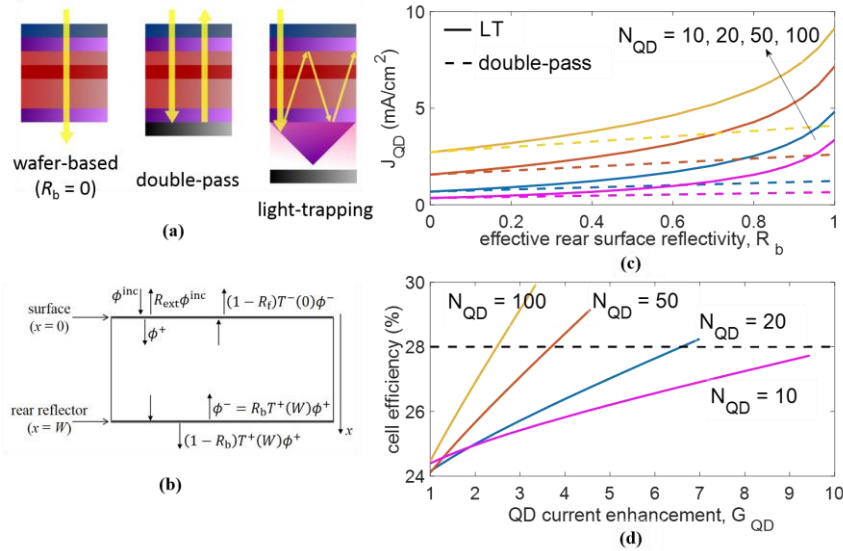 wafer-based
(R_b = 0)
double-pass
light-trapping
(a)
ϕ^inc
R_extϕ^inc
(1 − R_f)T^−(0)ϕ^−
surface
(x = 0)
ϕ^+
rear reflector
(x = W)
ϕ^− = R_bT^+(W)ϕ^+
x
(1 − R_b)T^+(W)ϕ^+
(b)
J_QD (mA/cm^2)
10
5
0
LT
double-pass
N_QD = 10, 20, 50, 100
0 0.2 0.4 0.6 0.8 1
effective rear surface reflectivity, R_b
(c)
cell efficiency (%)
30
28
26
24
N_QD = 100
N_QD = 50
N_QD = 20
N_QD = 10
1 2 3 4 5 6 7 8 9 10
QD current enhancement, G_QD
(d)